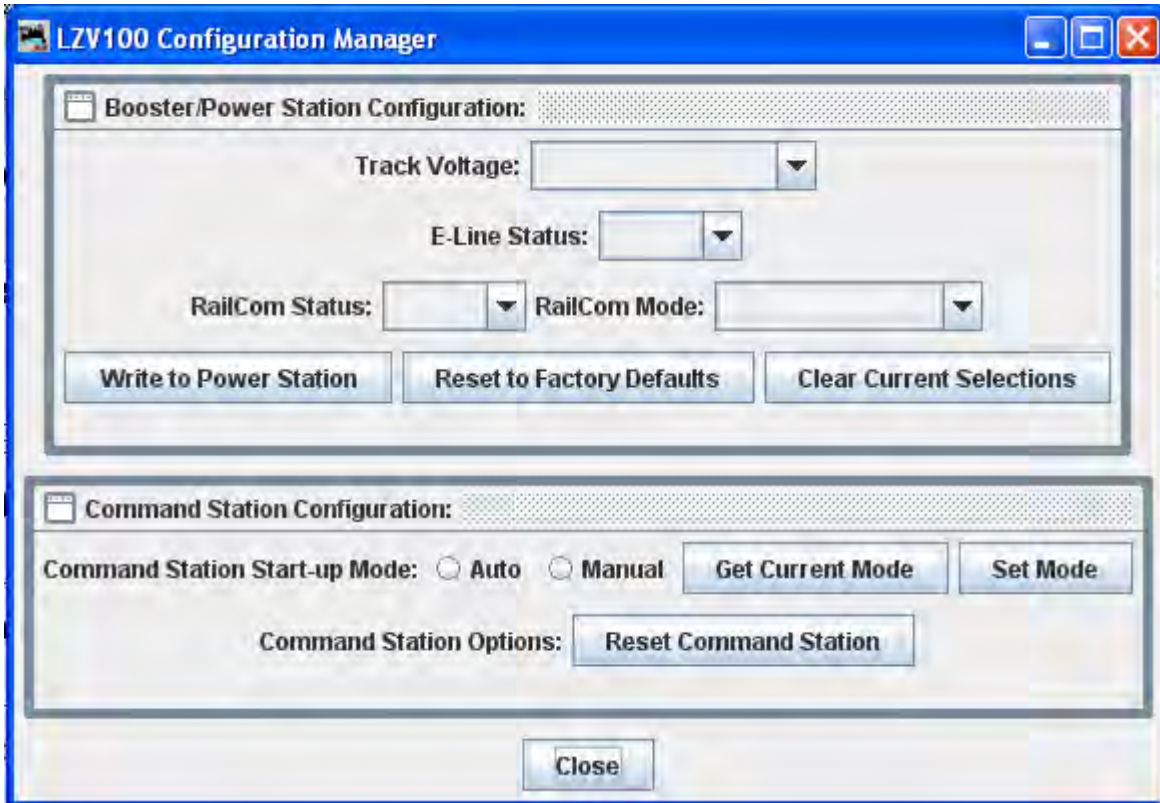 LZV100 Configuration Manager
Booster/Power Station Configuration:
Track Voltage:
E-Line Status:
RailCom Status: RailCom Mode:
Write to Power Station Reset to Factory Defaults Clear Current Selections
Command Station Configuration:
Command Station Start-up Mode: Auto Manual Get Current Mode Set Mode
Command Station Options: Reset Command Station
Close